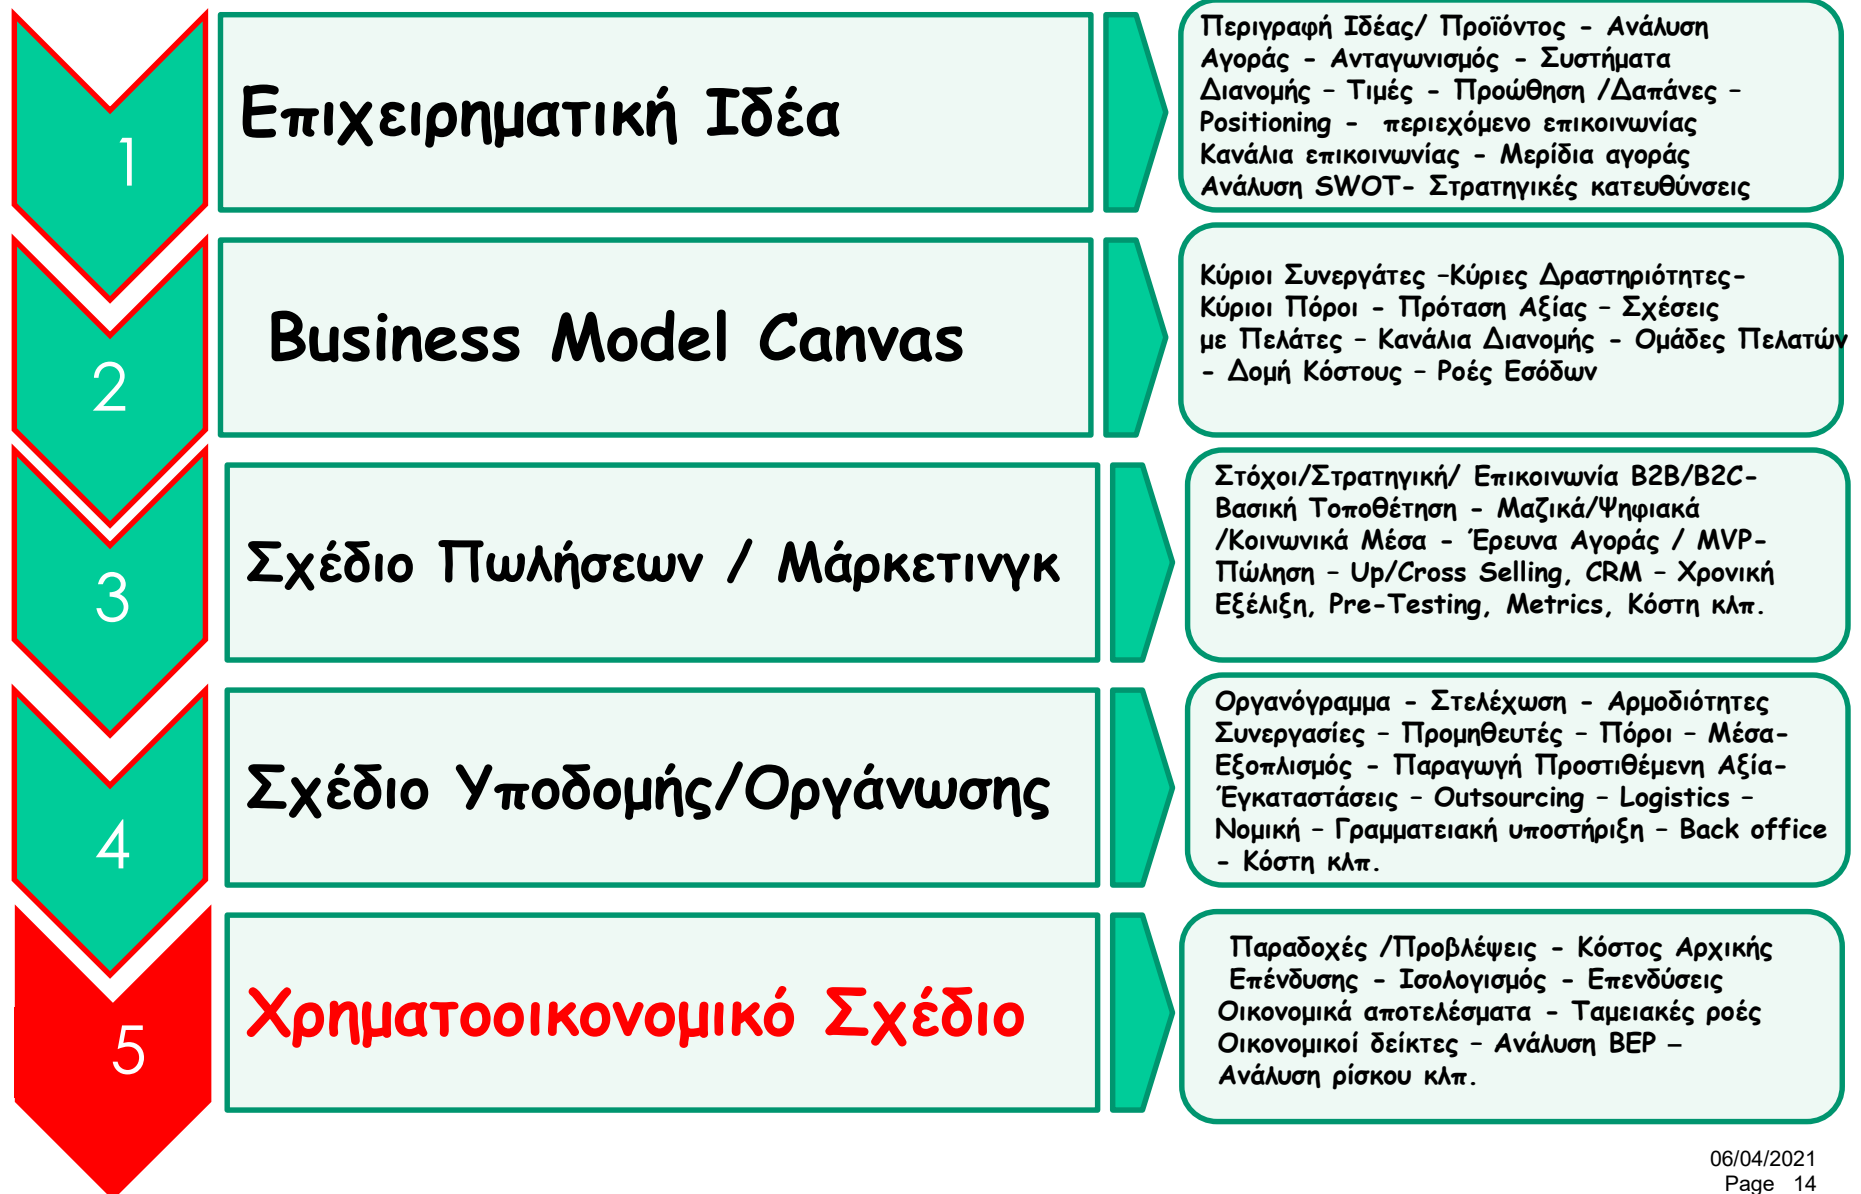 1
Επιχειρηματική Ιδέα
Περιγραφή Ιδέας/ Προϊόντος - Ανάλυση
Αγοράς - Ανταγωνισμός - Συστήματα
Διανομής – Τιμές - Προώθηση /Δαπάνες –
Positioning - περιεχόμενο επικοινωνίας
Κανάλια επικοινωνίας - Μερίδια αγοράς
Ανάλυση SWOT- Στρατηγικές κατευθύνσεις
2
Business Model Canvas
Κύριοι Συνεργάτες –Κύριες Δραστηριότητες-
Κύριοι Πόροι - Πρόταση Αξίας – Σχέσεις
με Πελάτες – Κανάλια Διανομής - Ομάδες Πελατών
- Δομή Κόστους – Ροές Εσόδων
3
Σχέδιο Πωλήσεων / Μάρκετινγκ
Στόχοι/Στρατηγική/ Επικοινωνία B2B/B2C-
Βασική Τοποθέτηση - Μαζικά/Ψηφιακά
/Κοινωνικά Μέσα - Έρευνα Αγοράς / MVP-
Πώληση – Up/Cross Selling, CRM – Χρονική
Εξέλιξη, Pre-Testing, Metrics, Κόστη κλπ.
4
Σχέδιο Υποδομής/Οργάνωσης
Οργανόγραμμα - Στελέχωση - Αρμοδιότητες
Συνεργασίες – Προμηθευτές – Πόροι – Μέσα-
Εξοπλισμός - Παραγωγή Προστιθέμενη Αξία-
Έγκαταστάσεις – Outsourcing – Logistics –
Νομική – Γραμματειακή υποστήριξη – Back office
- Κόστη κλπ.
5
Χρηματοοικονομικό Σχέδιο
Παραδοχές /Προβλέψεις - Κόστος Αρχικής
Επένδυσης - Ισολογισμός - Επενδύσεις
Οικονομικά αποτελέσματα - Ταμειακές ροές
Οικονομικοί δείκτες – Ανάλυση BEP –
Ανάλυση ρίσκου κλπ.
06/04/2021
Page 14